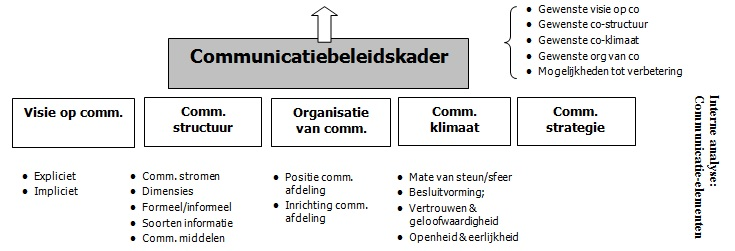 Gewenste visie op co
Gewenste co-structuur
Gewenste co-klimaat
Gewenste org van co
Mogelijkheden tot verbetering
Communicatiebeleidskader
Visie op comm.
Comm.
structuur
Organisatie
van comm.
Comm.
klimaat
Comm.
strategie
Expliciet
Impliciet
Comm. stromen
Dimensies
Formeel/informeel
Soorten informatie
Comm. middelen
Positie comm.
afdeling
Inrichting comm.
afdeling
Mate van steun/sfeer
Besluitvorming;
Vertrouwen &
geloofwaardigheid
Openheid & eerlijkheid
Interne analyse:
Communicatie-elementen